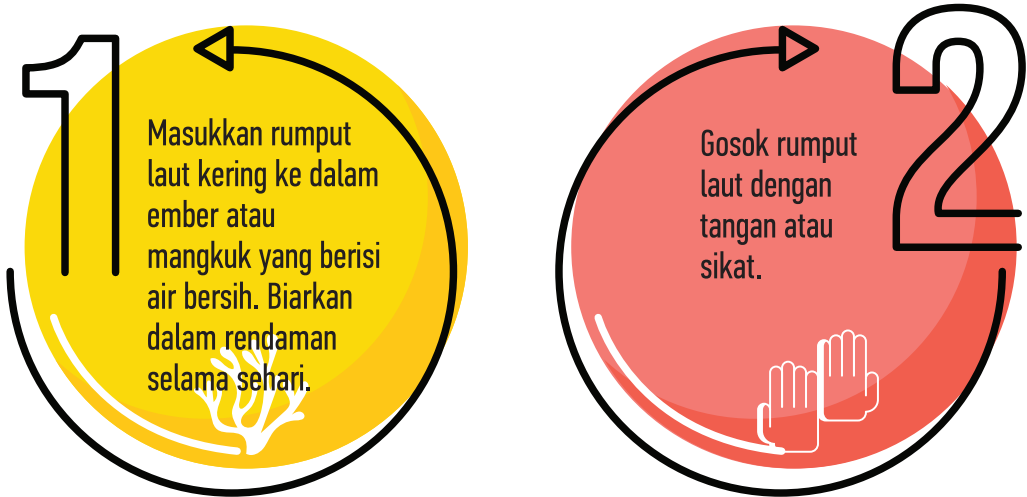 1
Masukkan rumput
laut kering ke dalam
ember atau
mangkuk yang berisi
air bersih. Biarkan
dalam rendaman
selama sehari.
2
Gosok rumput
laut dengan
tangan atau
sikat.